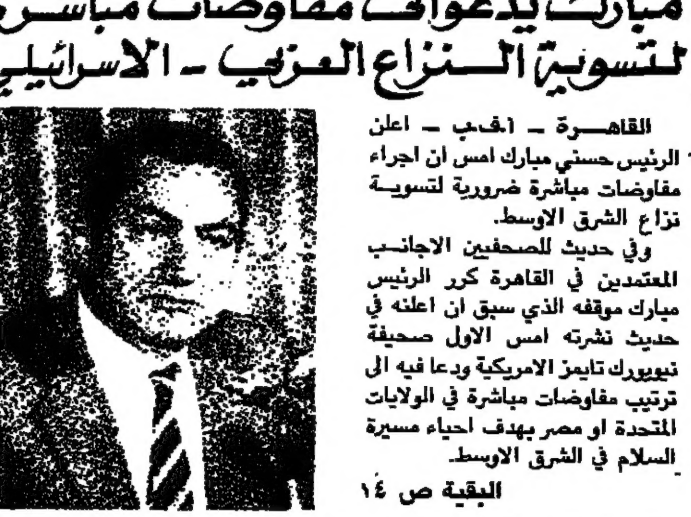 مبارك يدعو الى مفاوضات مباشرة
لتسوية النزاع العربي - الاسرائيلي
القاهرة - ا.ف.ب - اعلن
الرئيس حسني مبارك امس ان اجراء
مفاوضات مباشرة ضرورية لتسوية
نزاع الشرق الاوسط.
وفي حديث للصحفيين الاجانب
المعتمدين في القاهرة كرر الرئيس
مبارك موقفه الذي سبق ان اعلنه في
حديث نشرته امس الاول صحيفة
نيويورك تايمز الامريكية ودعا فيه الى
ترتيب مفاوضات مباشرة في الولايات
المتحدة او مصر بهدف احياء مسيرة
السلام في الشرق الاوسط.
البقية ص ١٤